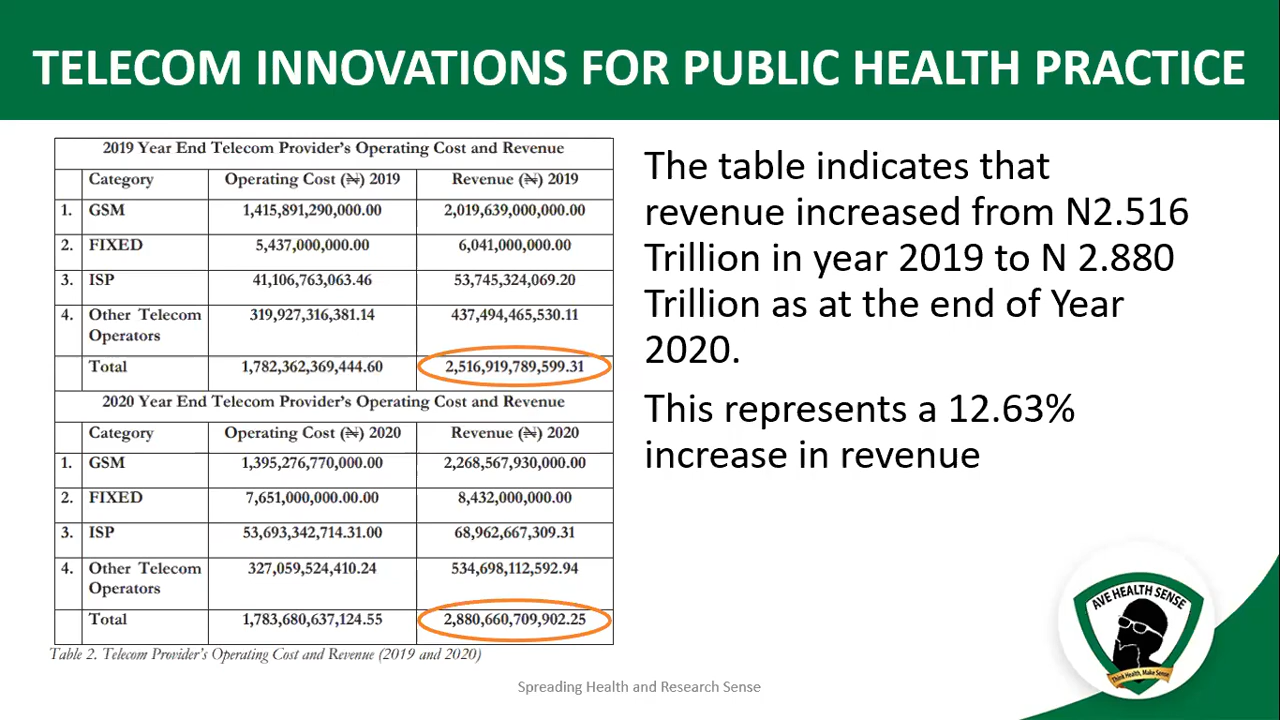 TELECOM INNOVATIONS FOR PUBLIC HEALTH PRACTICE
2019 Year End Telecom Provider's Operating Cost and Revenue
Category Operating Cost (₦) 2019 Revenue (₦) 2019
1. GSM 1,415,891,290,000.00 2,019,639,000,000.00
2. FIXED 5,437,000,000.00 6,041,000,000.00
3. ISP 41,106,763,063.46 53,745,324,069.20
4. Other Telecom 319,927,316,381.14 437,494,465,530.11
Operators
Total 1,782,362,369,444.60 2,516,919,789,599.31
2020 Year End Telecom Provider's Operating Cost and Revenue
Category Operating Cost (₦) 2020 Revenue (₦) 2020
1. GSM 1,395,276,770,000.00 2,268,567,930,000.00
2. FIXED 7,651,000,000.00.00 8,432,000,000.00
3. ISP 53,693,342,714.31.00 68,962,667,309.31
4. Other Telecom 327,059,524,410.24 534,698,112,592.94
Operators
Total 1,783,680,637,124.55 2,880,660,709,902.25
Table 2. Telecom Provider's Operating Cost and Revenue (2019 and 2020)
The table indicates that
revenue increased from N2.516
Trillion in year 2019 to N 2.880
Trillion as at the end of Year
2020.
This represents a 12.63%
increase in revenue
AVE HEALTH SENSE
Think Health, Make Sense
Spreading Health and Research Sense